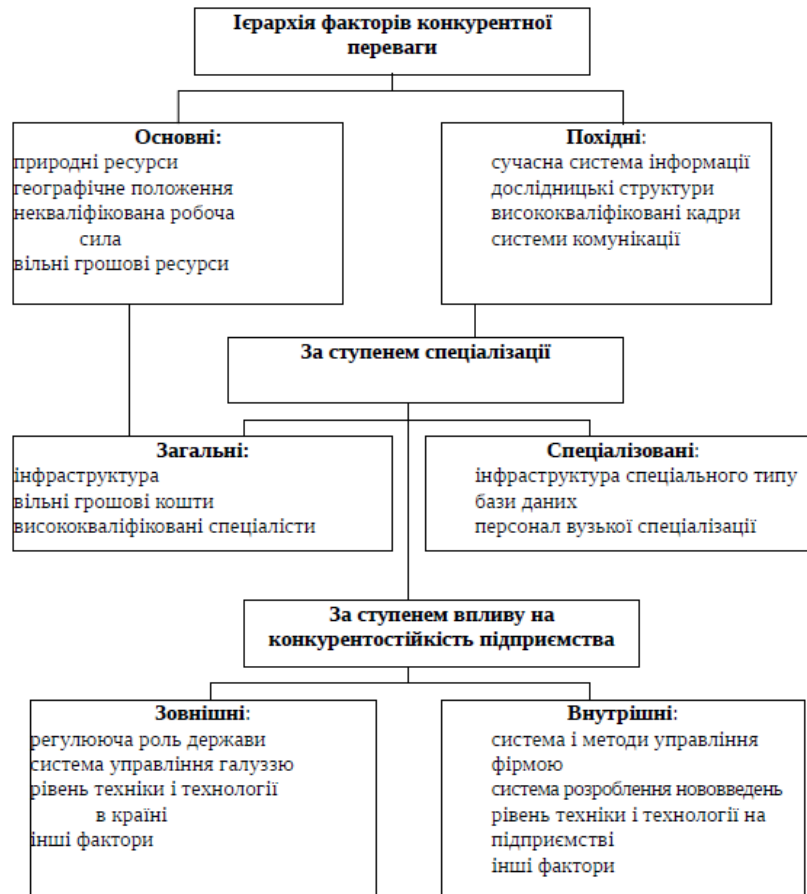 Ієрархія факторів конкурентної
переваги
Основні:
природні ресурси
географічне положення
некваліфікована робоча
сила
вільні грошові ресурси
Похідні:
сучасна система інформації
дослідницькі структури
висококваліфіковані кадри
системи комунікації
За ступенем спеціалізації
Загальні:
інфраструктура
вільні грошові кошти
висококваліфіковані спеціалісти
Спеціалізовані:
інфраструктура спеціального типу
бази даних
персонал вузької спеціалізації
За ступенем впливу на
конкурентостійкість підприємства
Зовнішні:
регулююча роль держави
система управління галуззю
рівень техніки і технології
в країні
інші фактори
Внутрішні:
система і методи управління
фірмою
система розроблення нововведень
рівень техніки і технології на
підприємстві
інші фактори